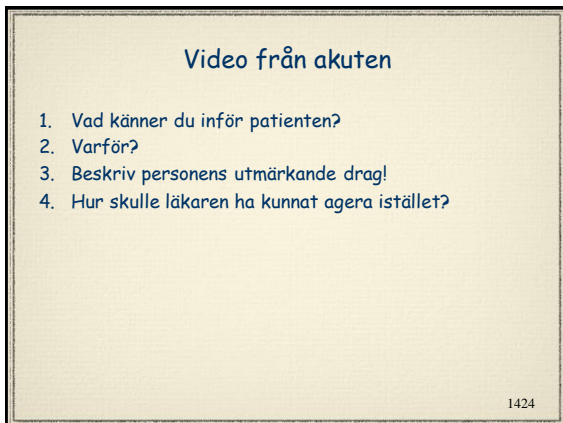 Video från akuten
1. Vad känner du inför patienten?
2. Varför?
3. Beskriv personens utmärkande drag!
4. Hur skulle läkaren ha kunnat agera istället?
1424